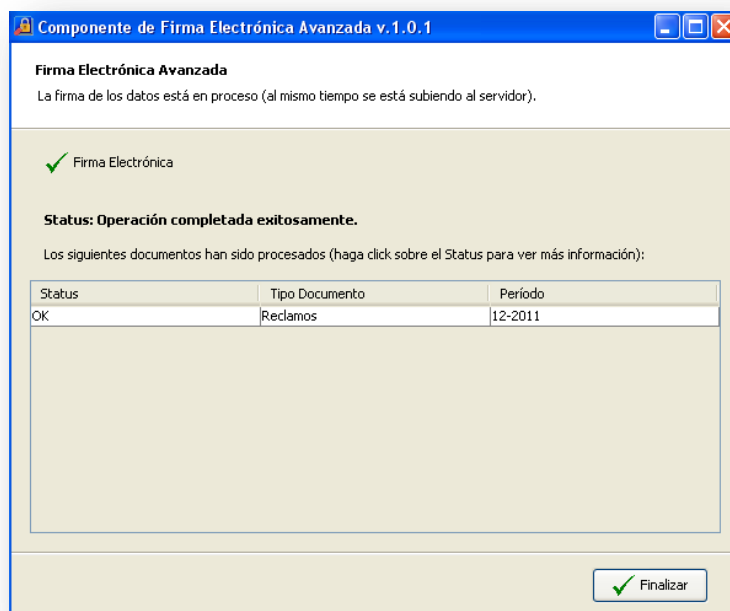 Componente de Firma Electrónica Avanzada v.1.0.1
Firma Electrónica Avanzada
La firma de los datos está en proceso (al mismo tiempo se está subiendo al servidor).
Firma Electrónica
Status: Operación completada exitosamente.
Los siguientes documentos han sido procesados (haga click sobre el Status para ver más información):
Status Tipo Documento Período
OK Reclamos 12-2011
Finalizar